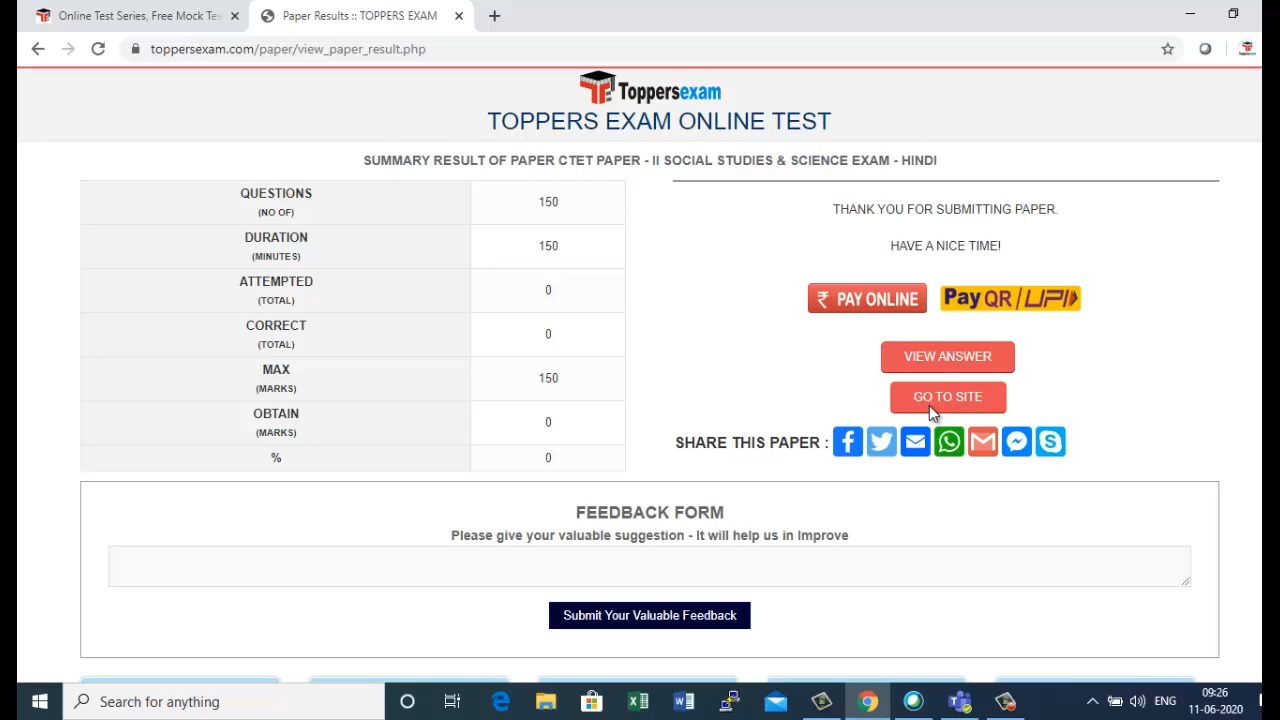 Online Test Series, Free Mock Tes
Paper Results :: TOPPERS EXAM
toppersexam.com/paper/view_paper_result.php
Toppersexam
TOPPERS EXAM ONLINE TEST
SUMMARY RESULT OF PAPER CTET PAPER - II SOCIAL STUDIES & SCIENCE EXAM - HINDI
QUESTIONS
(NO OF)
150
DURATION
(MINUTES)
150
ATTEMPTED
(TOTAL)
0
CORRECT
(TOTAL)
0
MAX
(MARKS)
150
OBTAIN
(MARKS)
0
%
0
THANK YOU FOR SUBMITTING PAPER.
HAVE A NICE TIME!
₹ PAY ONLINE
Pay QR/UPI
VIEW ANSWER
GO TO SITE
SHARE THIS PAPER :
FEEDBACK FORM
Please give your valuable suggestion - It will help us in Improve
Submit Your Valuable Feedback
Search for anything
ENG
09:26
11-06-2020